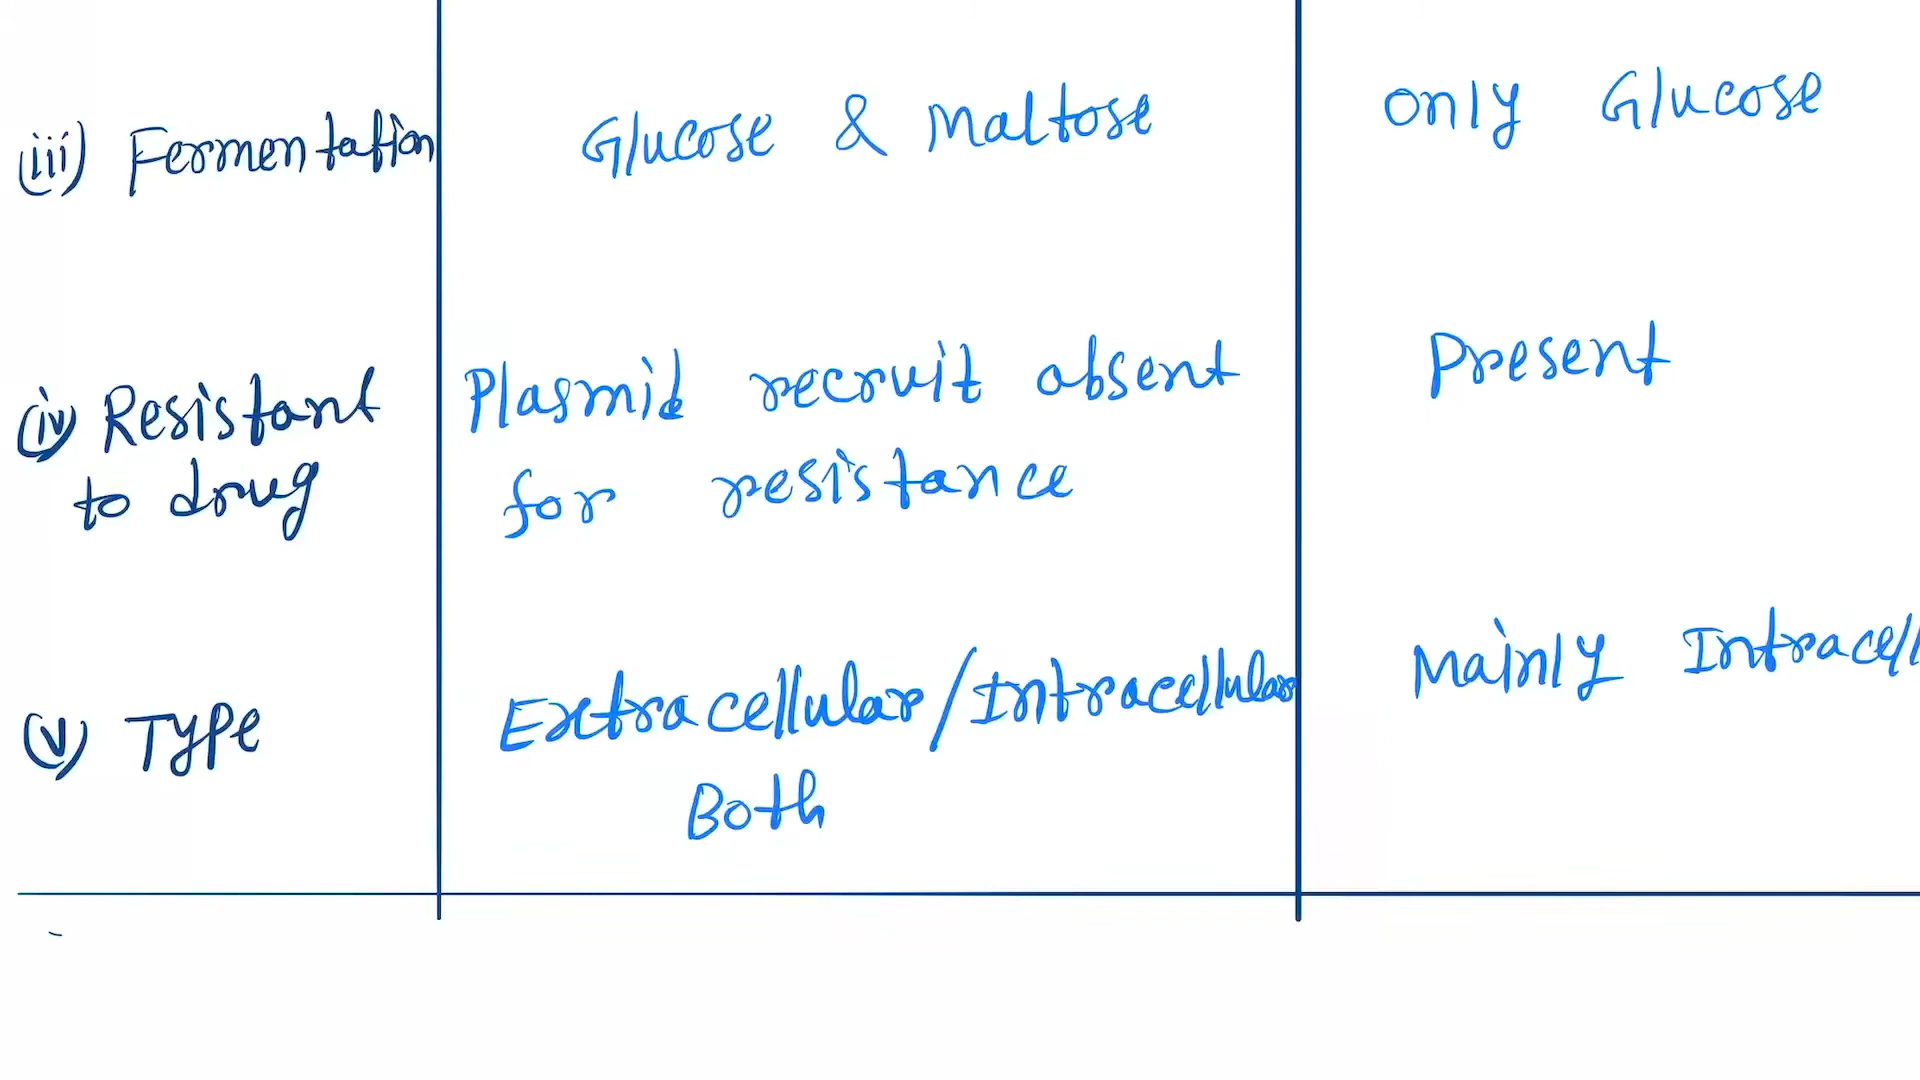 (iii) Fermentation Glucose & Maltose Only Glucose
(iv) Resistant Plasmid recruit absent Present
to drug for resistance
(v) Type Extracellular/Intracellular Mainly Intracell
Both